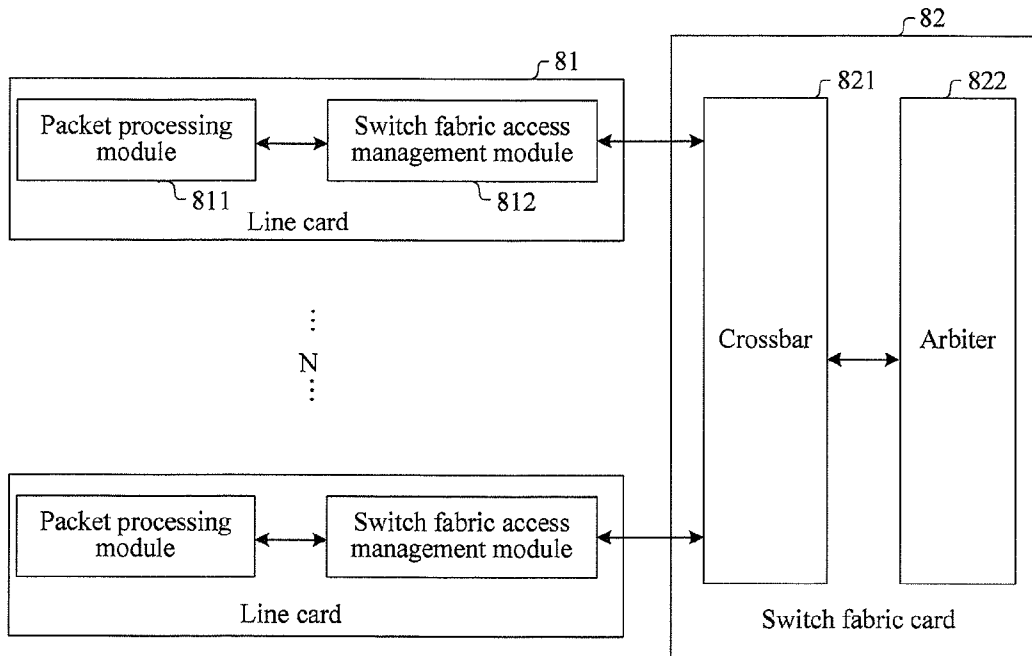 82
81
821
822
Packet processing
module
Switch fabric access
management module
811
812
Line card
...
N
...
Crossbar
Arbiter
Packet processing
module
Switch fabric access
management module
Line card
Switch fabric card